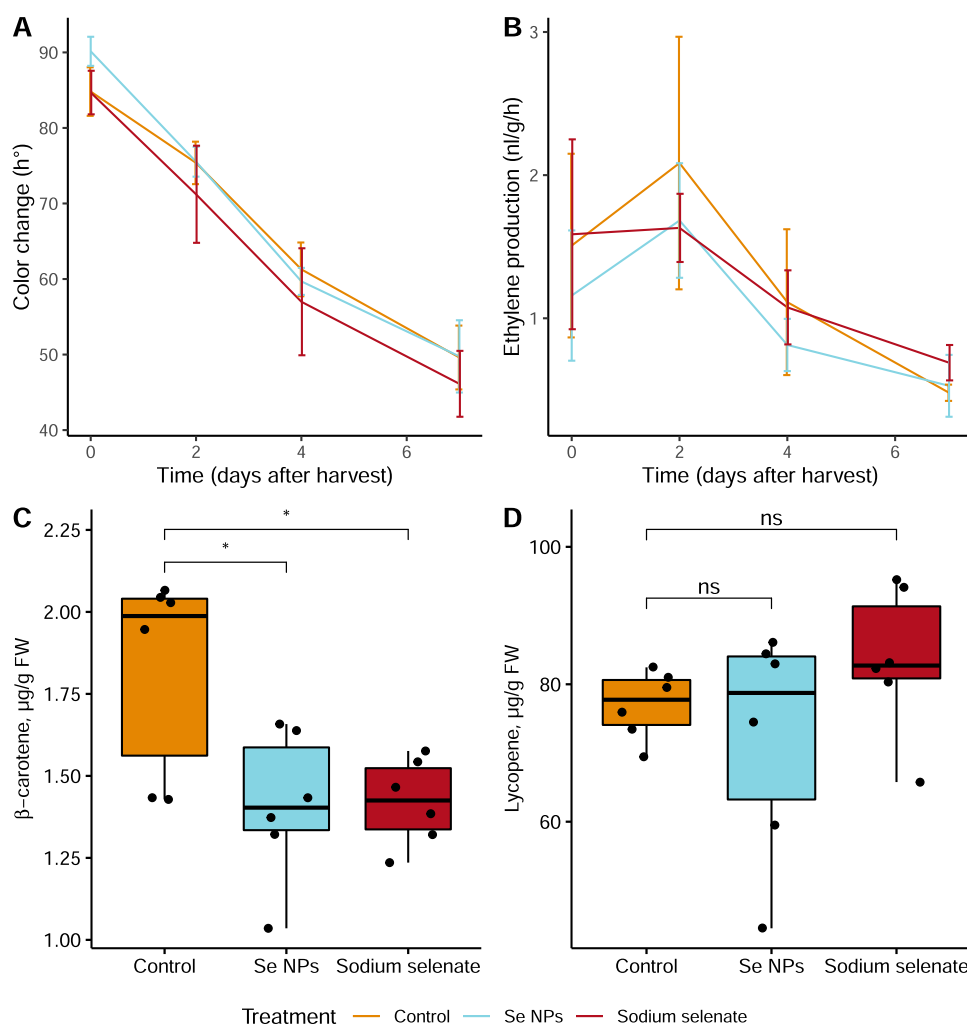 A
Color change (h°)
90
80
70
60
50
40
0 2 4 6
Time (days after harvest)
B
Ethylene production (nl/g/h)
3
2
1
0 2 4 6
Time (days after harvest)
C
β−carotene, μg/g FW
2.25
2.00
1.75
1.50
1.25
1.00
*
*
Control Se NPs Sodium selenate
D
Lycopene, μg/g FW
100
80
60
ns
ns
Control Se NPs Sodium selenate
Treatment Control Se NPs Sodium selenate